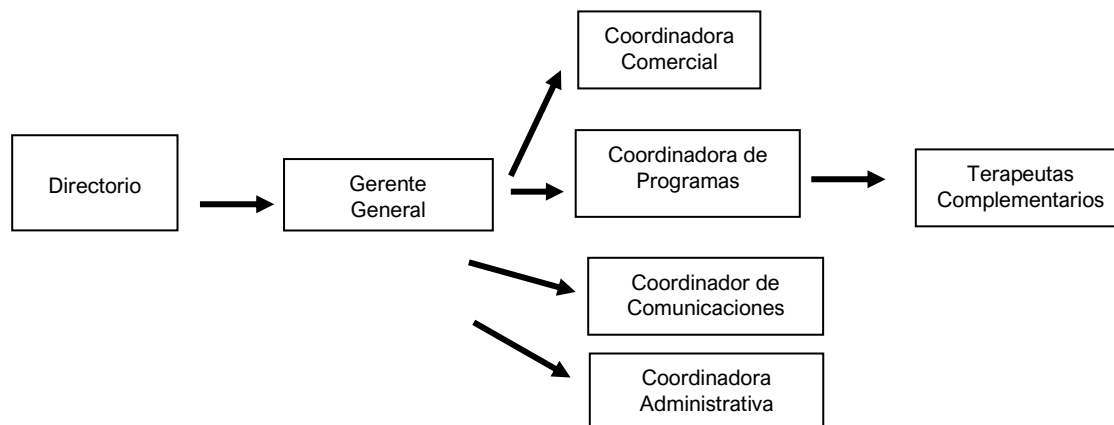 Coordinadora
Comercial
Directorio
Gerente
General
Coordinadora de
Programas
Terapeutas
Complementarios
Coordinador de
Comunicaciones
Coordinadora
Administrativa